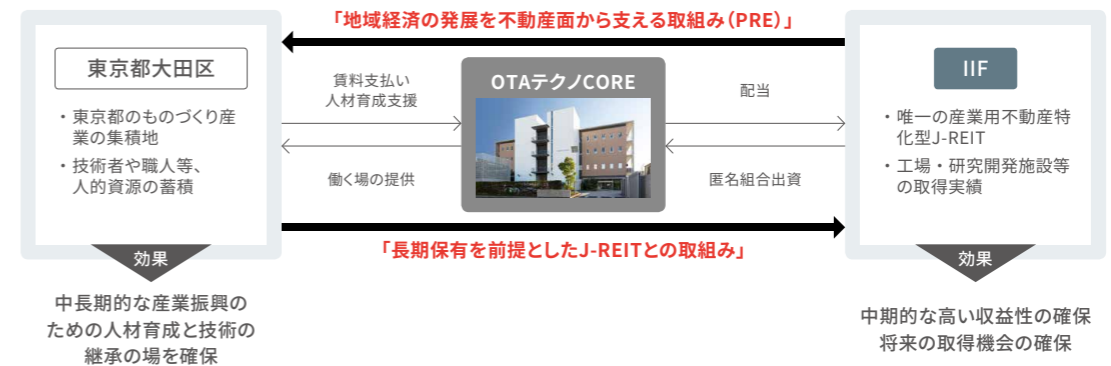 「地域経済の発展を不動産面から支える取組み（PRE）」
東京都大田区
・東京都のものづくり産
業の集積地
・技術者や職人等、
人的資源の蓄積
賃料支払い
人材育成支援
働く場の提供
OTAテクノCORE
配当
匿名組合出資
IIF
・唯一の産業用不動産特
化型J-REIT
・工場・研究開発施設等
の取得実績
「長期保有を前提としたJ-REITとの取組み」
効果
中長期的な産業振興の
ための人材育成と技術の
継承の場を確保
効果
中期的な高い収益性の確保
将来の取得機会の確保